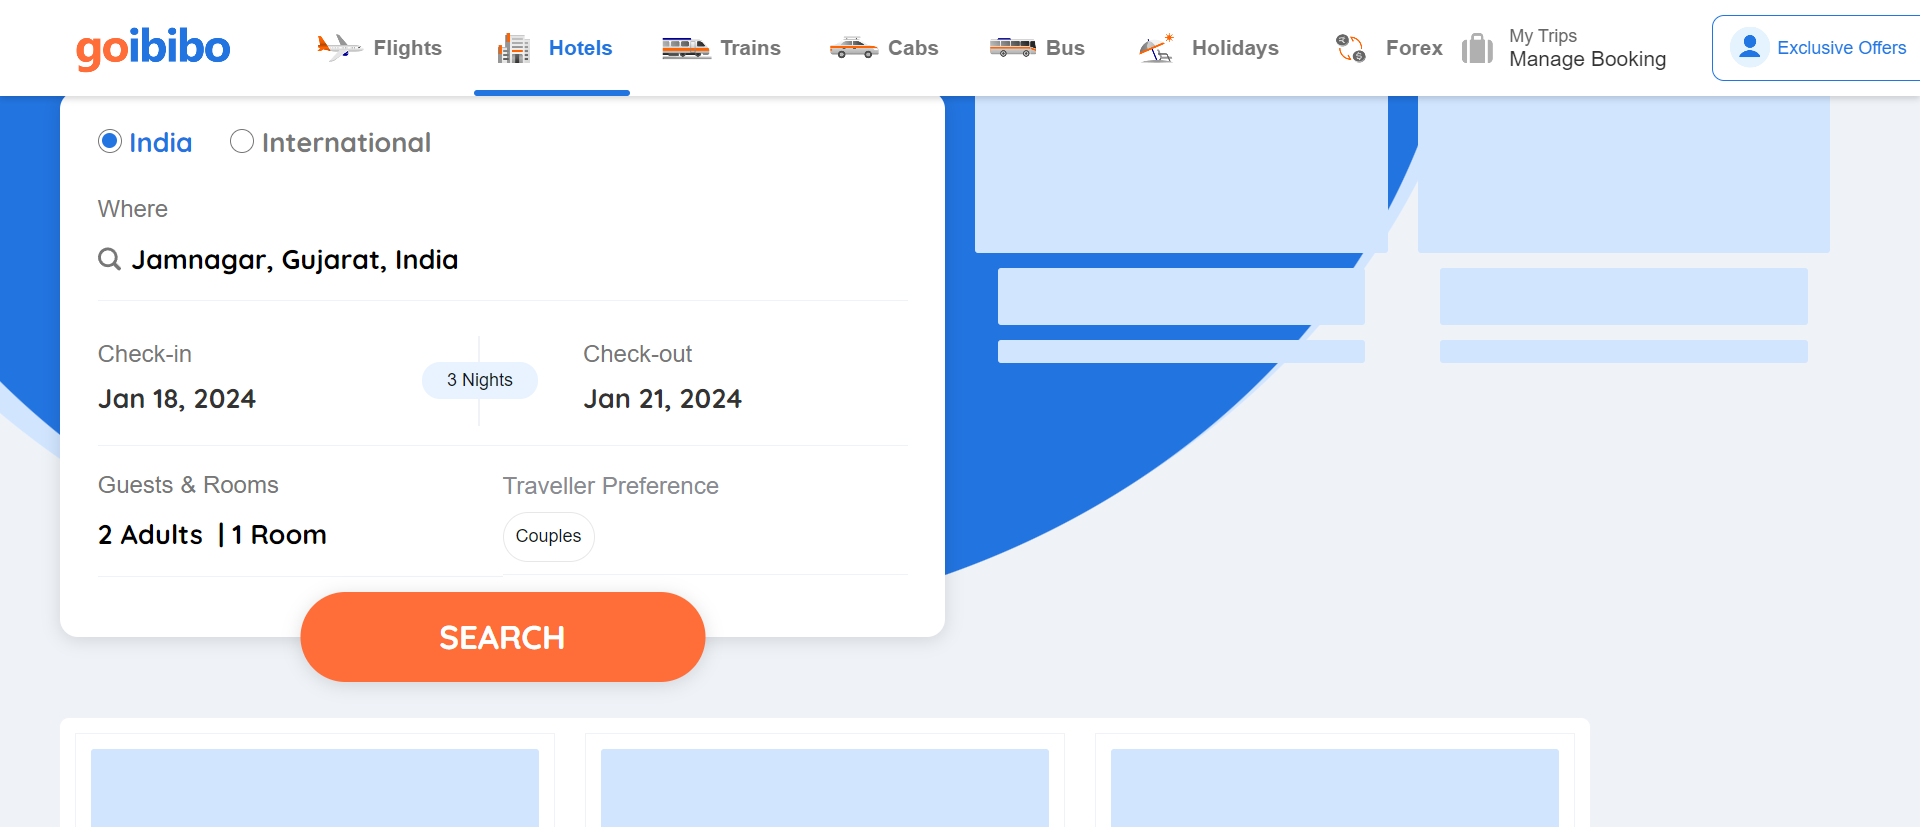 goibibo
Flights
Hotels
Trains
Cabs
Bus
Holidays
Forex
My Trips
Manage Booking
Exclusive Offers
India
International
Where
Jamnagar, Gujarat, India
Check-in
Jan 18, 2024
3 Nights
Check-out
Jan 21, 2024
Guests & Rooms
2 Adults | 1 Room
Traveller Preference
Couples
SEARCH